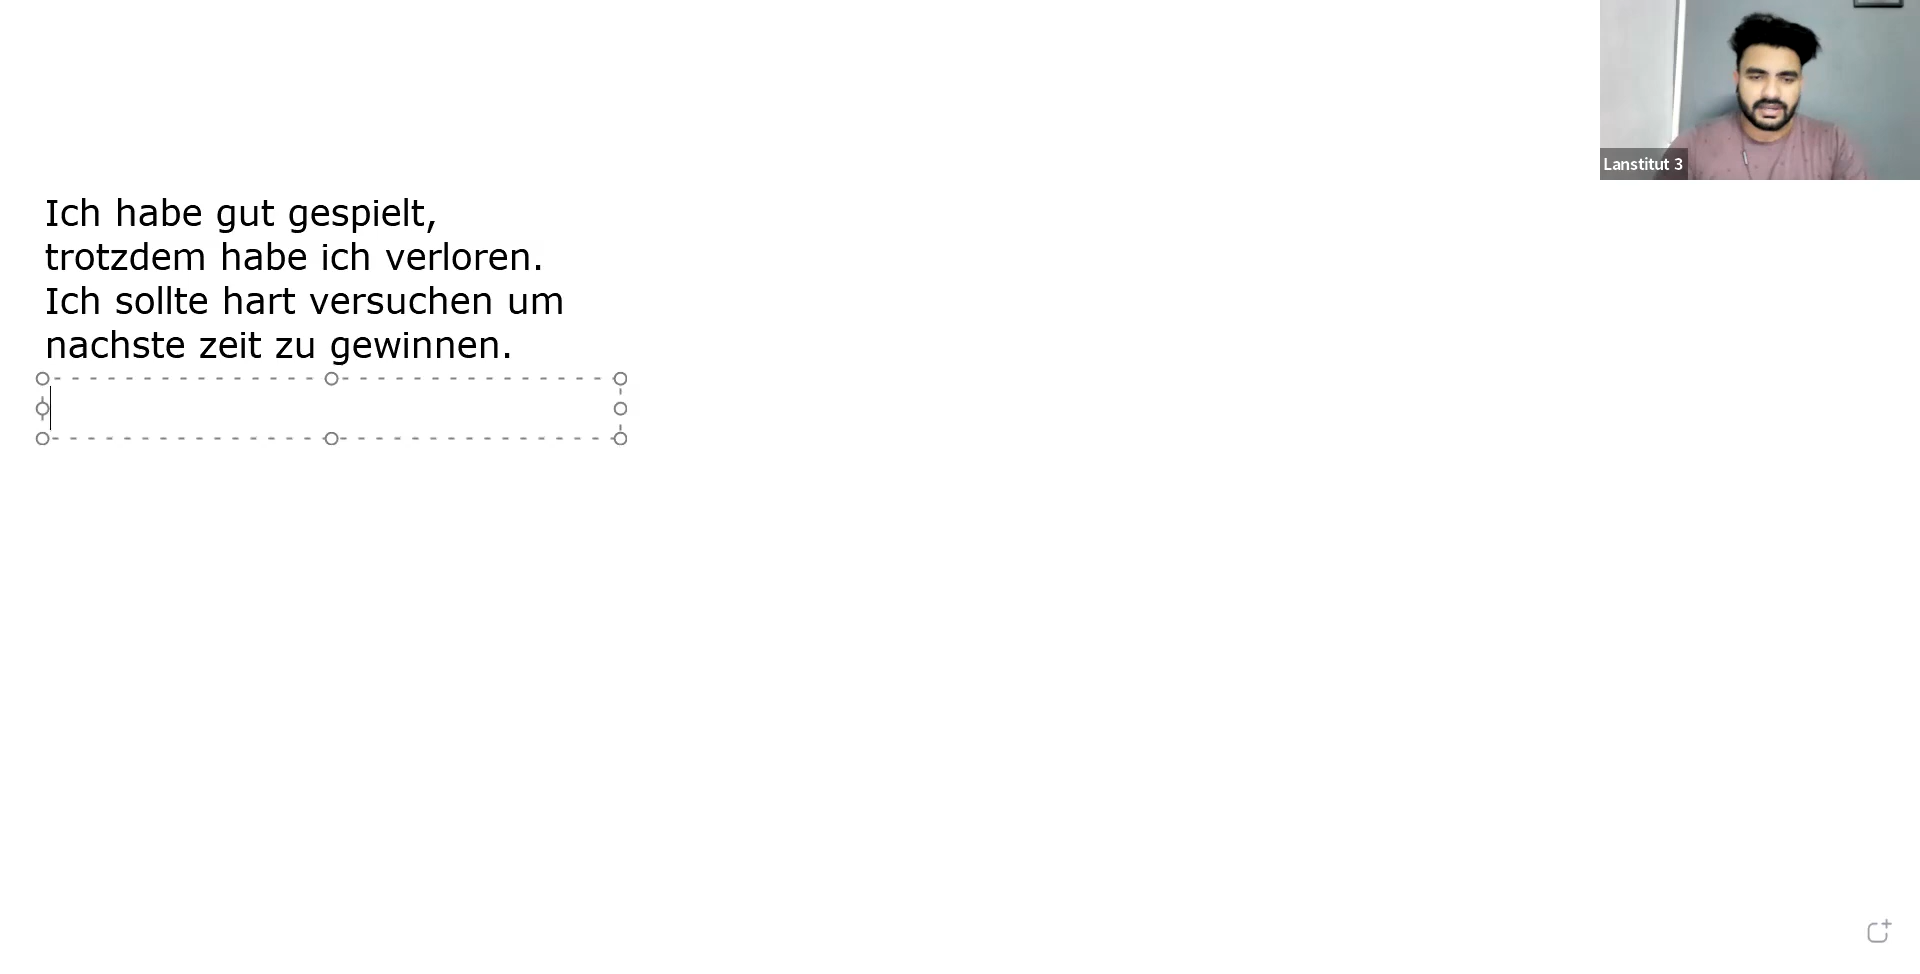 Lanstitut 3
Ich habe gut gespielt,
trotzdem habe ich verloren.
Ich sollte hart versuchen um
nachste zeit zu gewinnen.